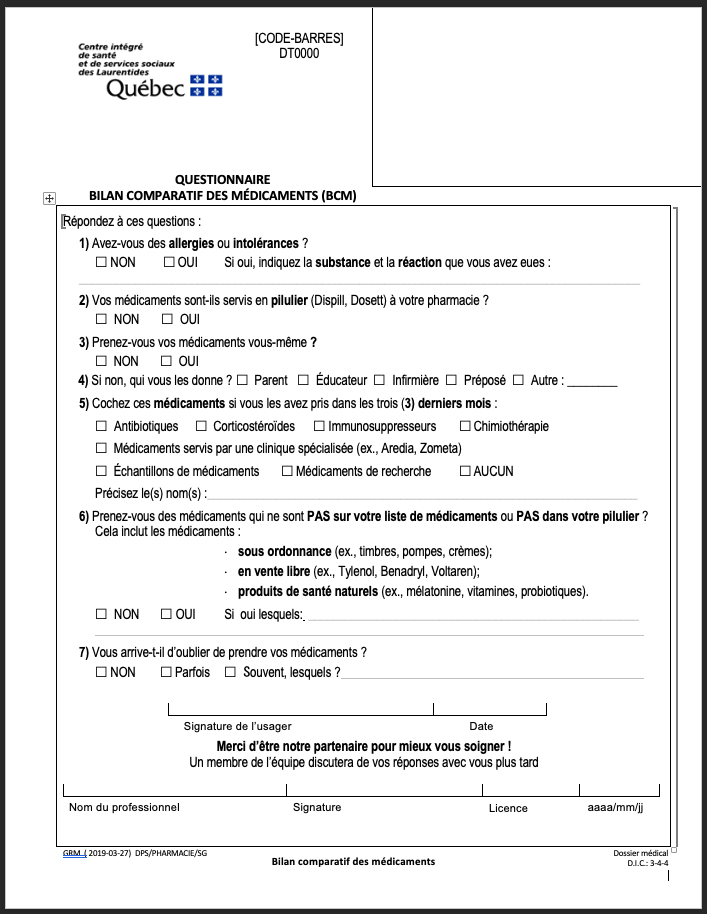 Centre intégré
de santé
et de services sociaux
des Laurentides
Québec
[CODE-BARRES]
DT0000
QUESTIONNAIRE
BILAN COMPARATIF DES MÉDICAMENTS (BCM)
Répondez à ces questions :
1) Avez-vous des allergies ou intolérances ?
☐ NON ☐ OUI Si oui, indiquez la substance et la réaction que vous avez eues :
2) Vos médicaments sont-ils servis en pilulier (Dispill, Dosett) à votre pharmacie ?
☐ NON ☐ OUI
3) Prenez-vous vos médicaments vous-même ?
☐ NON ☐ OUI
4) Si non, qui vous les donne ? ☐ Parent ☐ Éducateur ☐ Infirmière ☐ Préposé ☐ Autre : ________
5) Cochez ces médicaments si vous les avez pris dans les trois (3) derniers mois :
☐ Antibiotiques ☐ Corticostéroïdes ☐ Immunosuppresseurs ☐ Chimiothérapie
☐ Médicaments servis par une clinique spécialisée (ex., Aredia, Zometa)
☐ Échantillons de médicaments ☐ Médicaments de recherche ☐ AUCUN
Précisez le(s) nom(s) :
6) Prenez-vous des médicaments qui ne sont PAS sur votre liste de médicaments ou PAS dans votre pilulier ?
Cela inclut les médicaments :
· sous ordonnance (ex., timbres, pompes, crèmes);
· en vente libre (ex., Tylenol, Benadryl, Voltaren);
· produits de santé naturels (ex., mélatonine, vitamines, probiotiques).
☐ NON ☐ OUI Si oui lesquels:
7) Vous arrive-t-il d'oublier de prendre vos médicaments ?
☐ NON ☐ Parfois ☐ Souvent, lesquels ?
Signature de l'usager Date
Merci d'être notre partenaire pour mieux vous soigner !
Un membre de l'équipe discutera de vos réponses avec vous plus tard
Nom du professionnel Signature Licence aaaa/mm/jj
GRM ( 2019-03-27) DPS/PHARMACIE/SG
Bilan comparatif des médicaments
Dossier médical
D.I.C.: 3-4-4